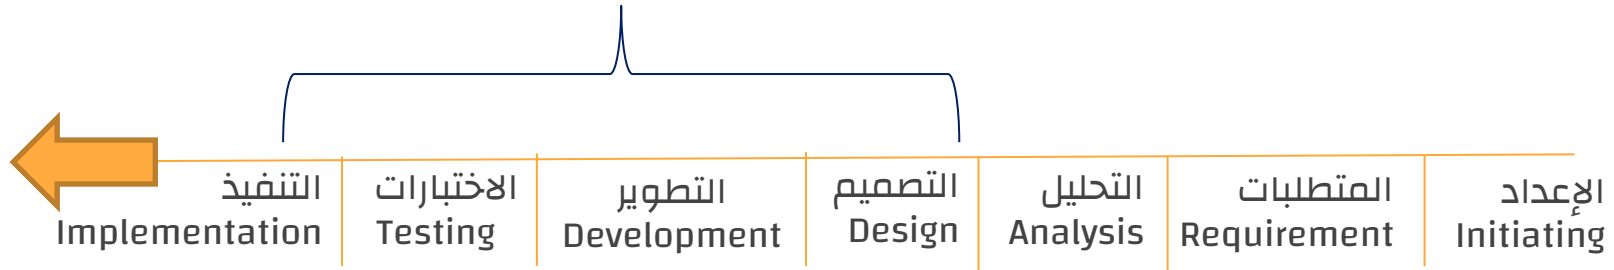 الإعداد
Initiating
المتطلبات
Requirement
التحليل
Analysis
التصميم
Design
التطوير
Development
الاختبارات
Testing
التنفيذ
Implementation